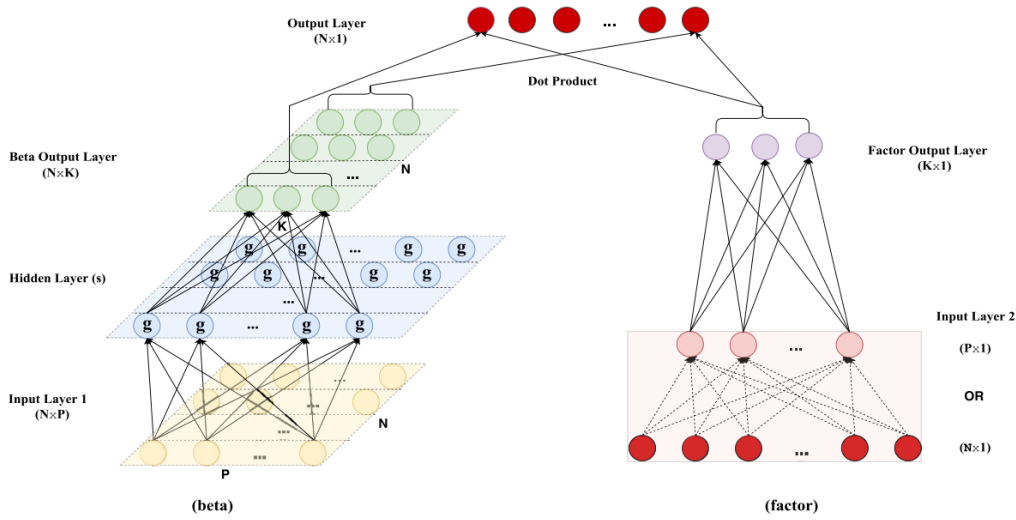 Output Layer
(N×1)
...
Dot Product
Beta Output Layer
(N×K)
...
N
K
Factor Output Layer
(K×1)
Hidden Layer (s)
g g ... g g
g g ... g g
...
g g ... g g
Input Layer 1
(N×P)
...
...
...
N
...
P
Input Layer 2
(P×1)
...
OR
(N×1)
...
(beta)
(factor)